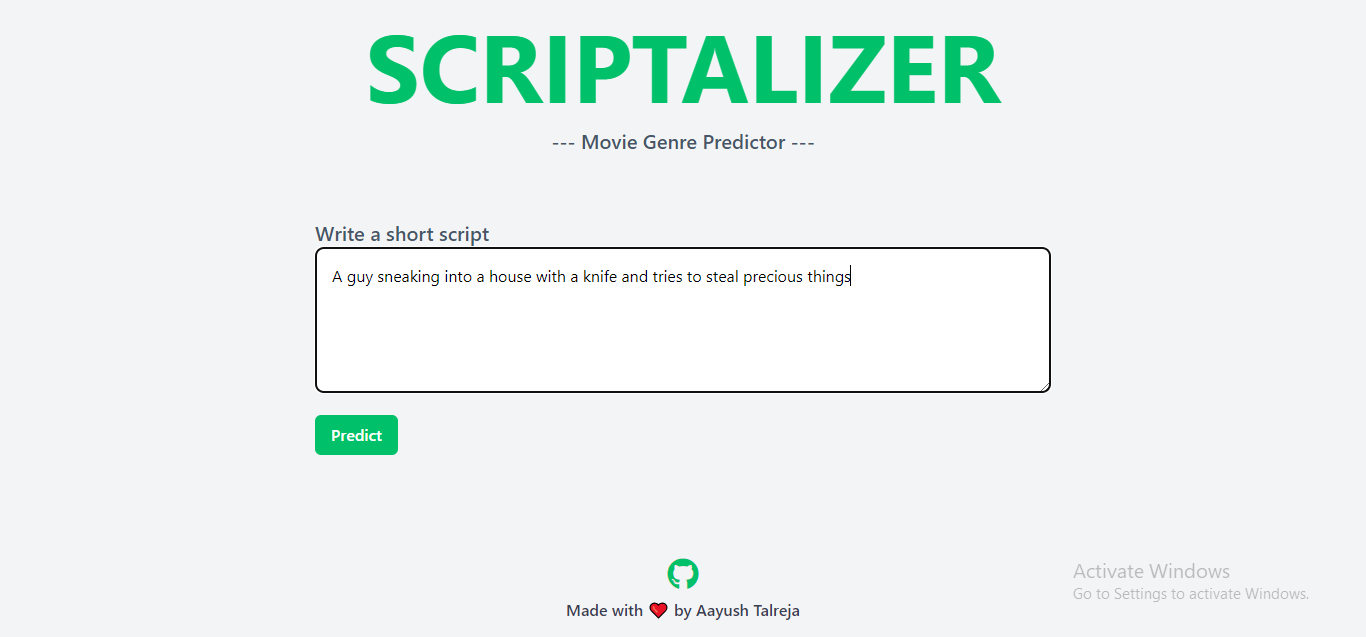 SCRIPTALIZER
--- Movie Genre Predictor ---
Write a short script
A guy sneaking into a house with a knife and tries to steal precious things
Predict
Activate Windows
Go to Settings to activate Windows.
Made with ❤ by Aayush Talreja